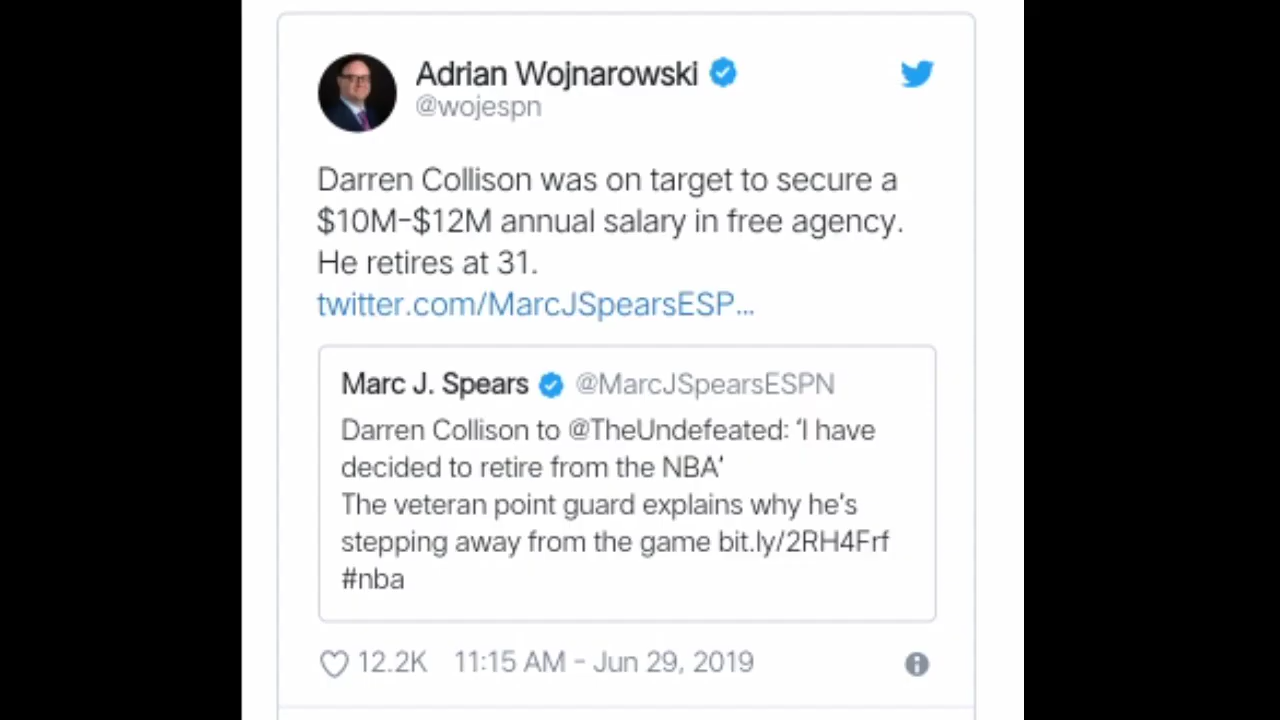 Adrian Wojnarowski
@wojespn
Darren Collison was on target to secure a
$10M-$12M annual salary in free agency.
He retires at 31.
twitter.com/MarcJSpearsESP...
Marc J. Spears @MarcJSpearsESPN
Darren Collison to @TheUndefeated: ‘I have
decided to retire from the NBA’
The veteran point guard explains why he's
stepping away from the game bit.ly/2RH4Frf
#nba
12.2K 11:15 AM - Jun 29, 2019